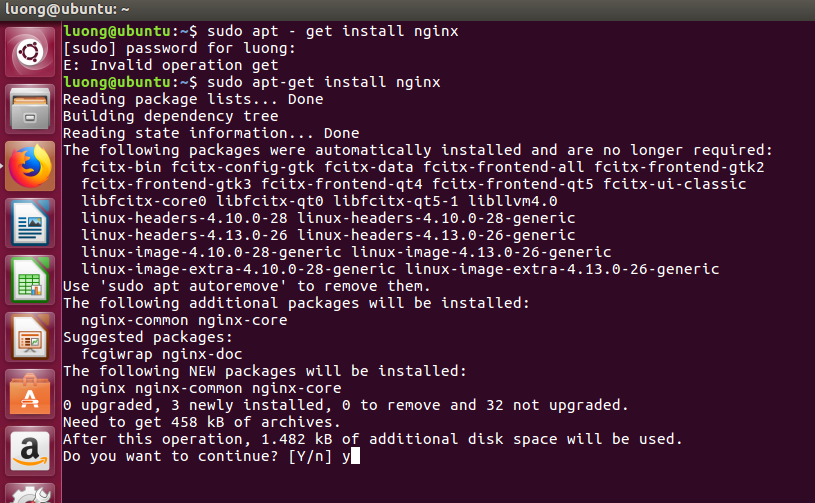 luong@ubuntu: ~
luong@ubuntu:~$ sudo apt - get install nginx
[sudo] password for luong:
E: Invalid operation get
luong@ubuntu:~$ sudo apt-get install nginx
Reading package lists... Done
Building dependency tree
Reading state information... Done
The following packages were automatically installed and are no longer required:
  fcitx-bin fcitx-config-gtk fcitx-data fcitx-frontend-all fcitx-frontend-gtk2
  fcitx-frontend-gtk3 fcitx-frontend-qt4 fcitx-frontend-qt5 fcitx-ui-classic
  libfcitx-core0 libfcitx-qt0 libfcitx-qt5-1 libllvm4.0
  linux-headers-4.10.0-28 linux-headers-4.10.0-28-generic
  linux-headers-4.13.0-26 linux-headers-4.13.0-26-generic
  linux-image-4.10.0-28-generic linux-image-4.13.0-26-generic
  linux-image-extra-4.10.0-28-generic linux-image-extra-4.13.0-26-generic
Use 'sudo apt autoremove' to remove them.
The following additional packages will be installed:
  nginx-common nginx-core
Suggested packages:
  fcgiwrap nginx-doc
The following NEW packages will be installed:
  nginx nginx-common nginx-core
0 upgraded, 3 newly installed, 0 to remove and 32 not upgraded.
Need to get 458 kB of archives.
After this operation, 1.482 kB of additional disk space will be used.
Do you want to continue? [Y/n] y